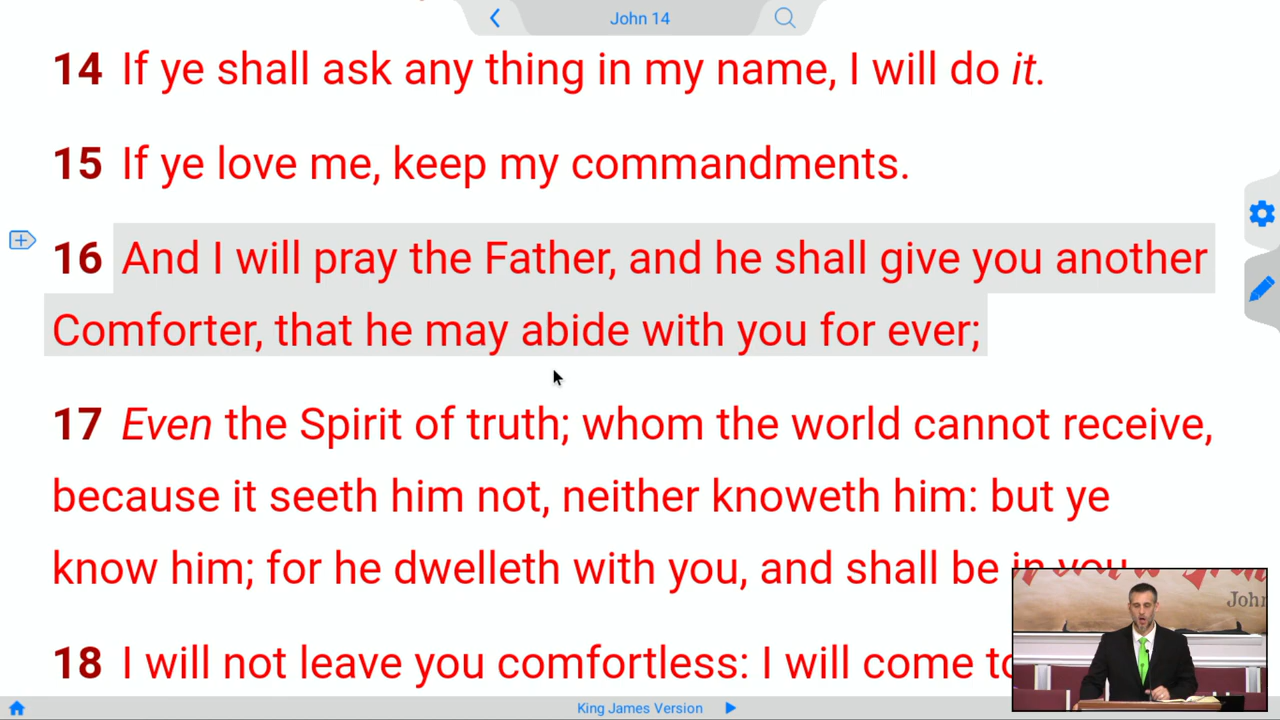 John 14
14 If ye shall ask any thing in my name, I will do it.
15 If ye love me, keep my commandments.
16 And I will pray the Father, and he shall give you another
Comforter, that he may abide with you for ever;
17 Even the Spirit of truth; whom the world cannot receive,
because it seeth him not, neither knoweth him: but ye
know him; for he dwelleth with you, and shall be in you.
18 I will not leave you comfortless: I will come to
John
King James Version